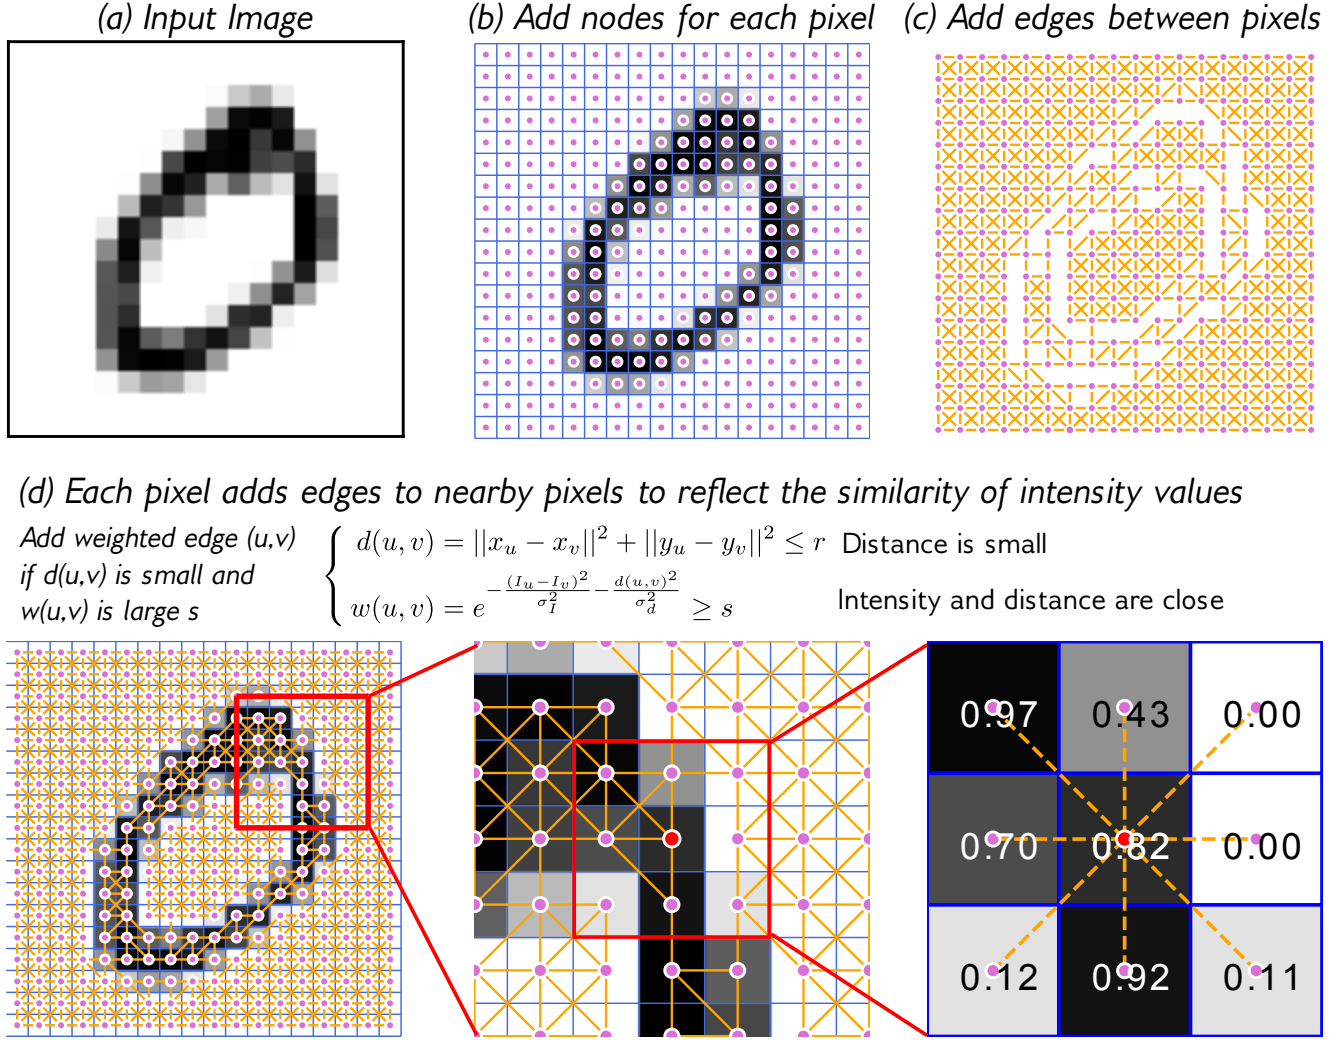 (a) Input Image
(b) Add nodes for each pixel
(c) Add edges between pixels
(d) Each pixel adds edges to nearby pixels to reflect the similarity of intensity values
Add weighted edge (u,v)
if d(u,v) is small and
w(u,v) is large s
d(u, v) = ||x_u − x_v||^2 + ||y_u − y_v||^2 ≤ r
Distance is small
w(u, v) = e^{−\frac{(I_u−I_v)^2}{σ_I^2}−\frac{d(u,v)^2}{σ_d^2}} ≥ s
Intensity and distance are close
0.97 0.43 0.00
0.70 0.82 0.00
0.12 0.92 0.11